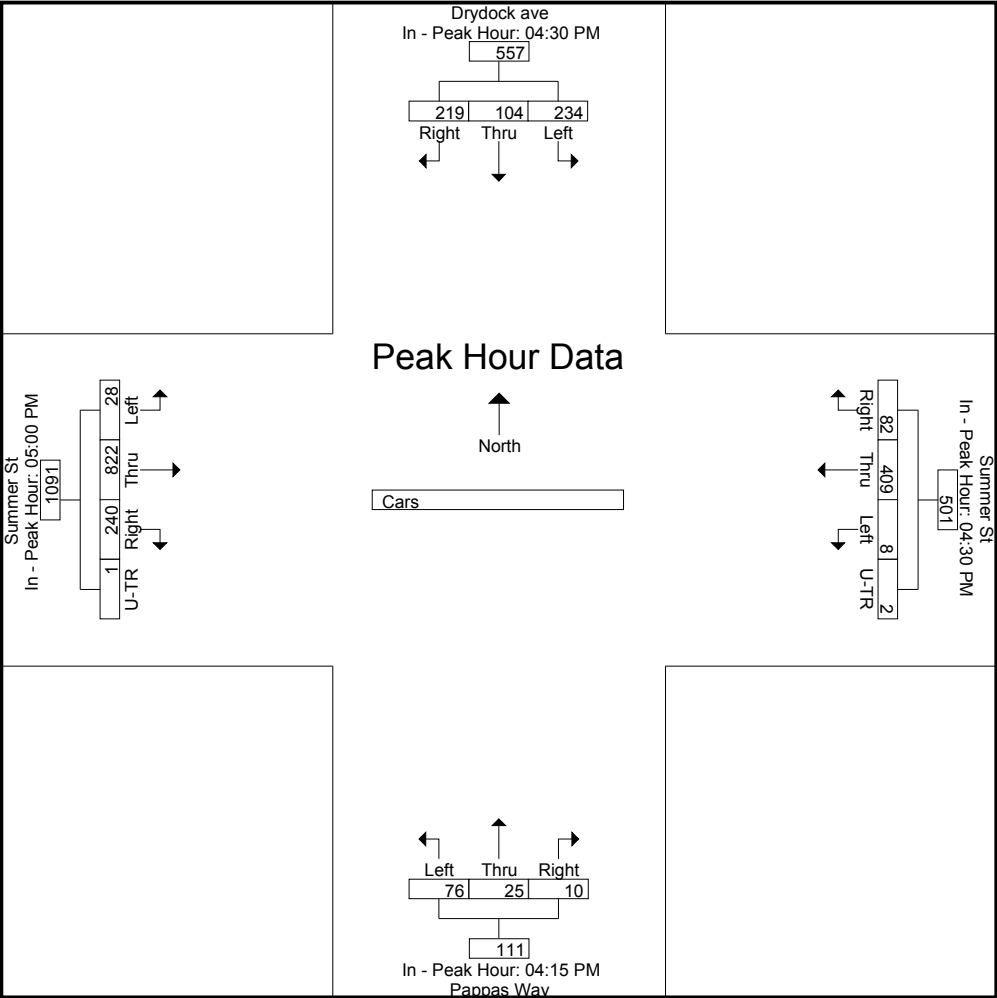 Drydock ave
In - Peak Hour: 04:30 PM
557
219 104 234
Right Thru Left
Peak Hour Data
North
Cars
Summer St
In - Peak Hour: 05:00 PM
1091
28 822 240 1
Left Thru Right U-TR
Summer St
In - Peak Hour: 04:30 PM
501
82 409 8 2
Right Thru Left U-TR
Left Thru Right
76 25 10
111
In - Peak Hour: 04:15 PM
Pappas Way